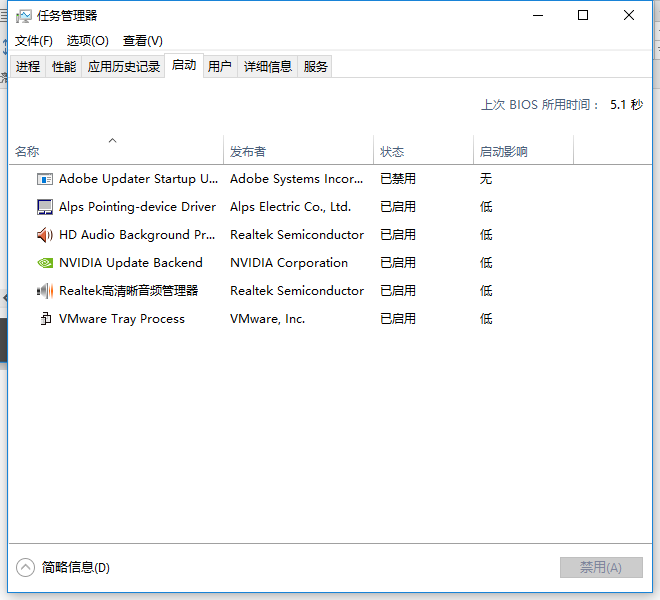 任务管理器
文件(F) 选项(O) 查看(V)
进程 性能 应用历史记录 启动 用户 详细信息 服务
上次 BIOS 所用时间： 5.1 秒
名称 发布者 状态 启动影响
Adobe Updater Startup U... Adobe Systems Incor... 已禁用 无
Alps Pointing-device Driver Alps Electric Co., Ltd. 已启用 低
HD Audio Background Pr... Realtek Semiconductor 已启用 低
NVIDIA Update Backend NVIDIA Corporation 已启用 低
Realtek高清晰音频管理器 Realtek Semiconductor 已启用 低
VMware Tray Process VMware, Inc. 已启用 低
简略信息(D) 禁用(A)